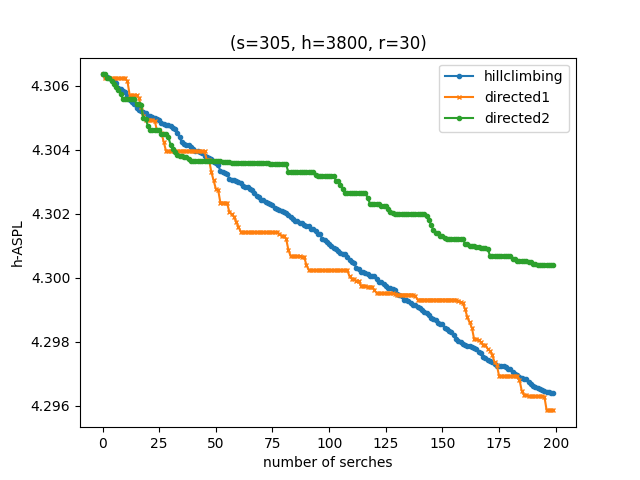 (s=305, h=3800, r=30)
hillclimbing
directed1
directed2
h-ASPL
4.306
4.304
4.302
4.300
4.298
4.296
0 25 50 75 100 125 150 175 200
number of serches